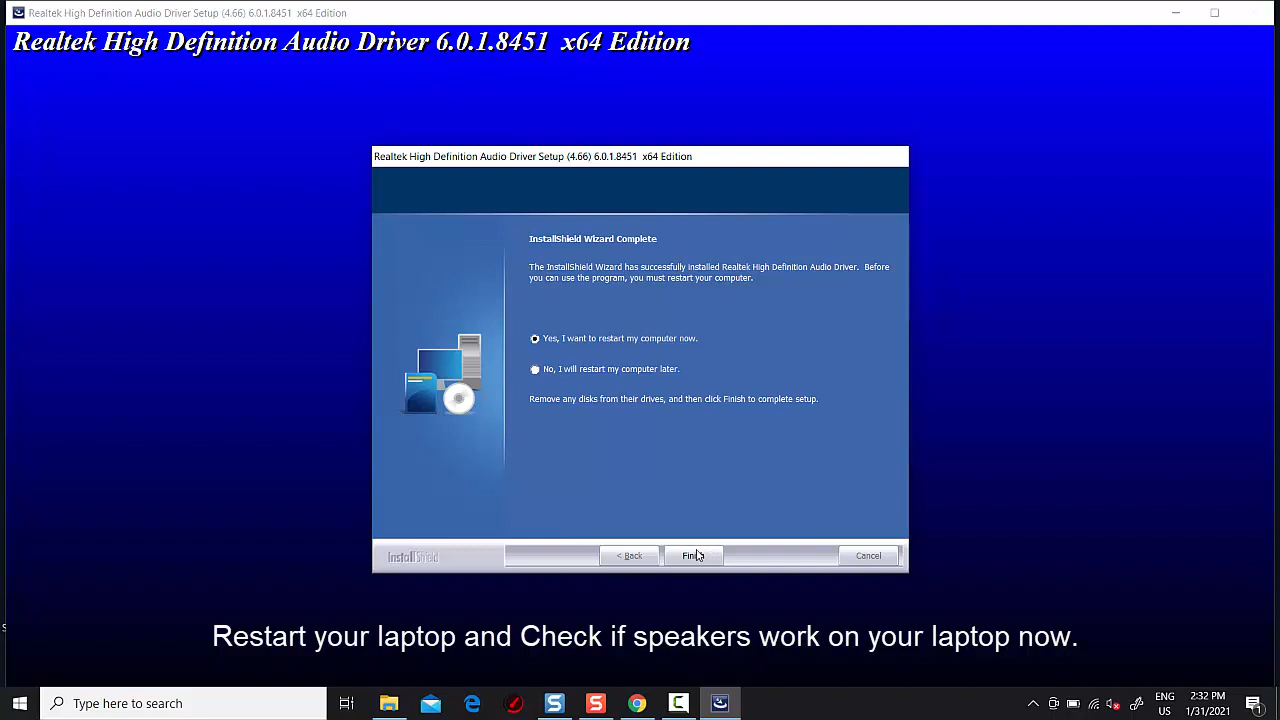 Realtek High Definition Audio Driver Setup (4.66) 6.0.1.8451  x64 Edition
Realtek High Definition Audio Driver 6.0.1.8451  x64 Edition
Realtek High Definition Audio Driver Setup (4.66) 6.0.1.8451  x64 Edition
InstallShield Wizard Complete
The InstallShield Wizard has successfully installed Realtek High Definition Audio Driver.  Before
you can use the program, you must restart your computer.
Yes, I want to restart my computer now.
No, I will restart my computer later.
Remove any disks from their drives, and then click Finish to complete setup.
InstallShield
< Back
Finish
Cancel
Restart your laptop and Check if speakers work on your laptop now.
Type here to search
ENG
US
2:32 PM
1/31/2021
1